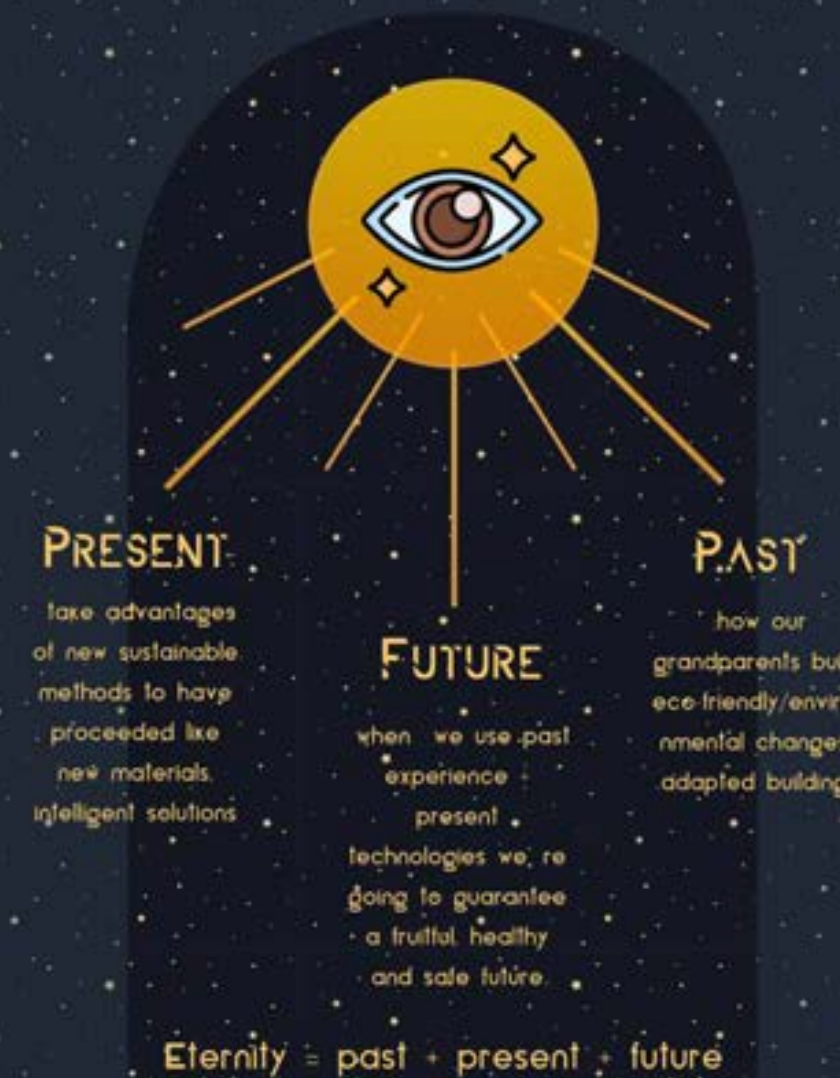 PRESENT
take advantages
of new sustainable
methods to have
proceeded like
new materials,
intelligent solutions
FUTURE
when we use past
experience +
present
technologies we, re
going to guarantee
a fruitful, healthy
and safe future.
PAST
how our
grandparents
eco-friendly/
nmental
adapted
Eternity = past + present + future